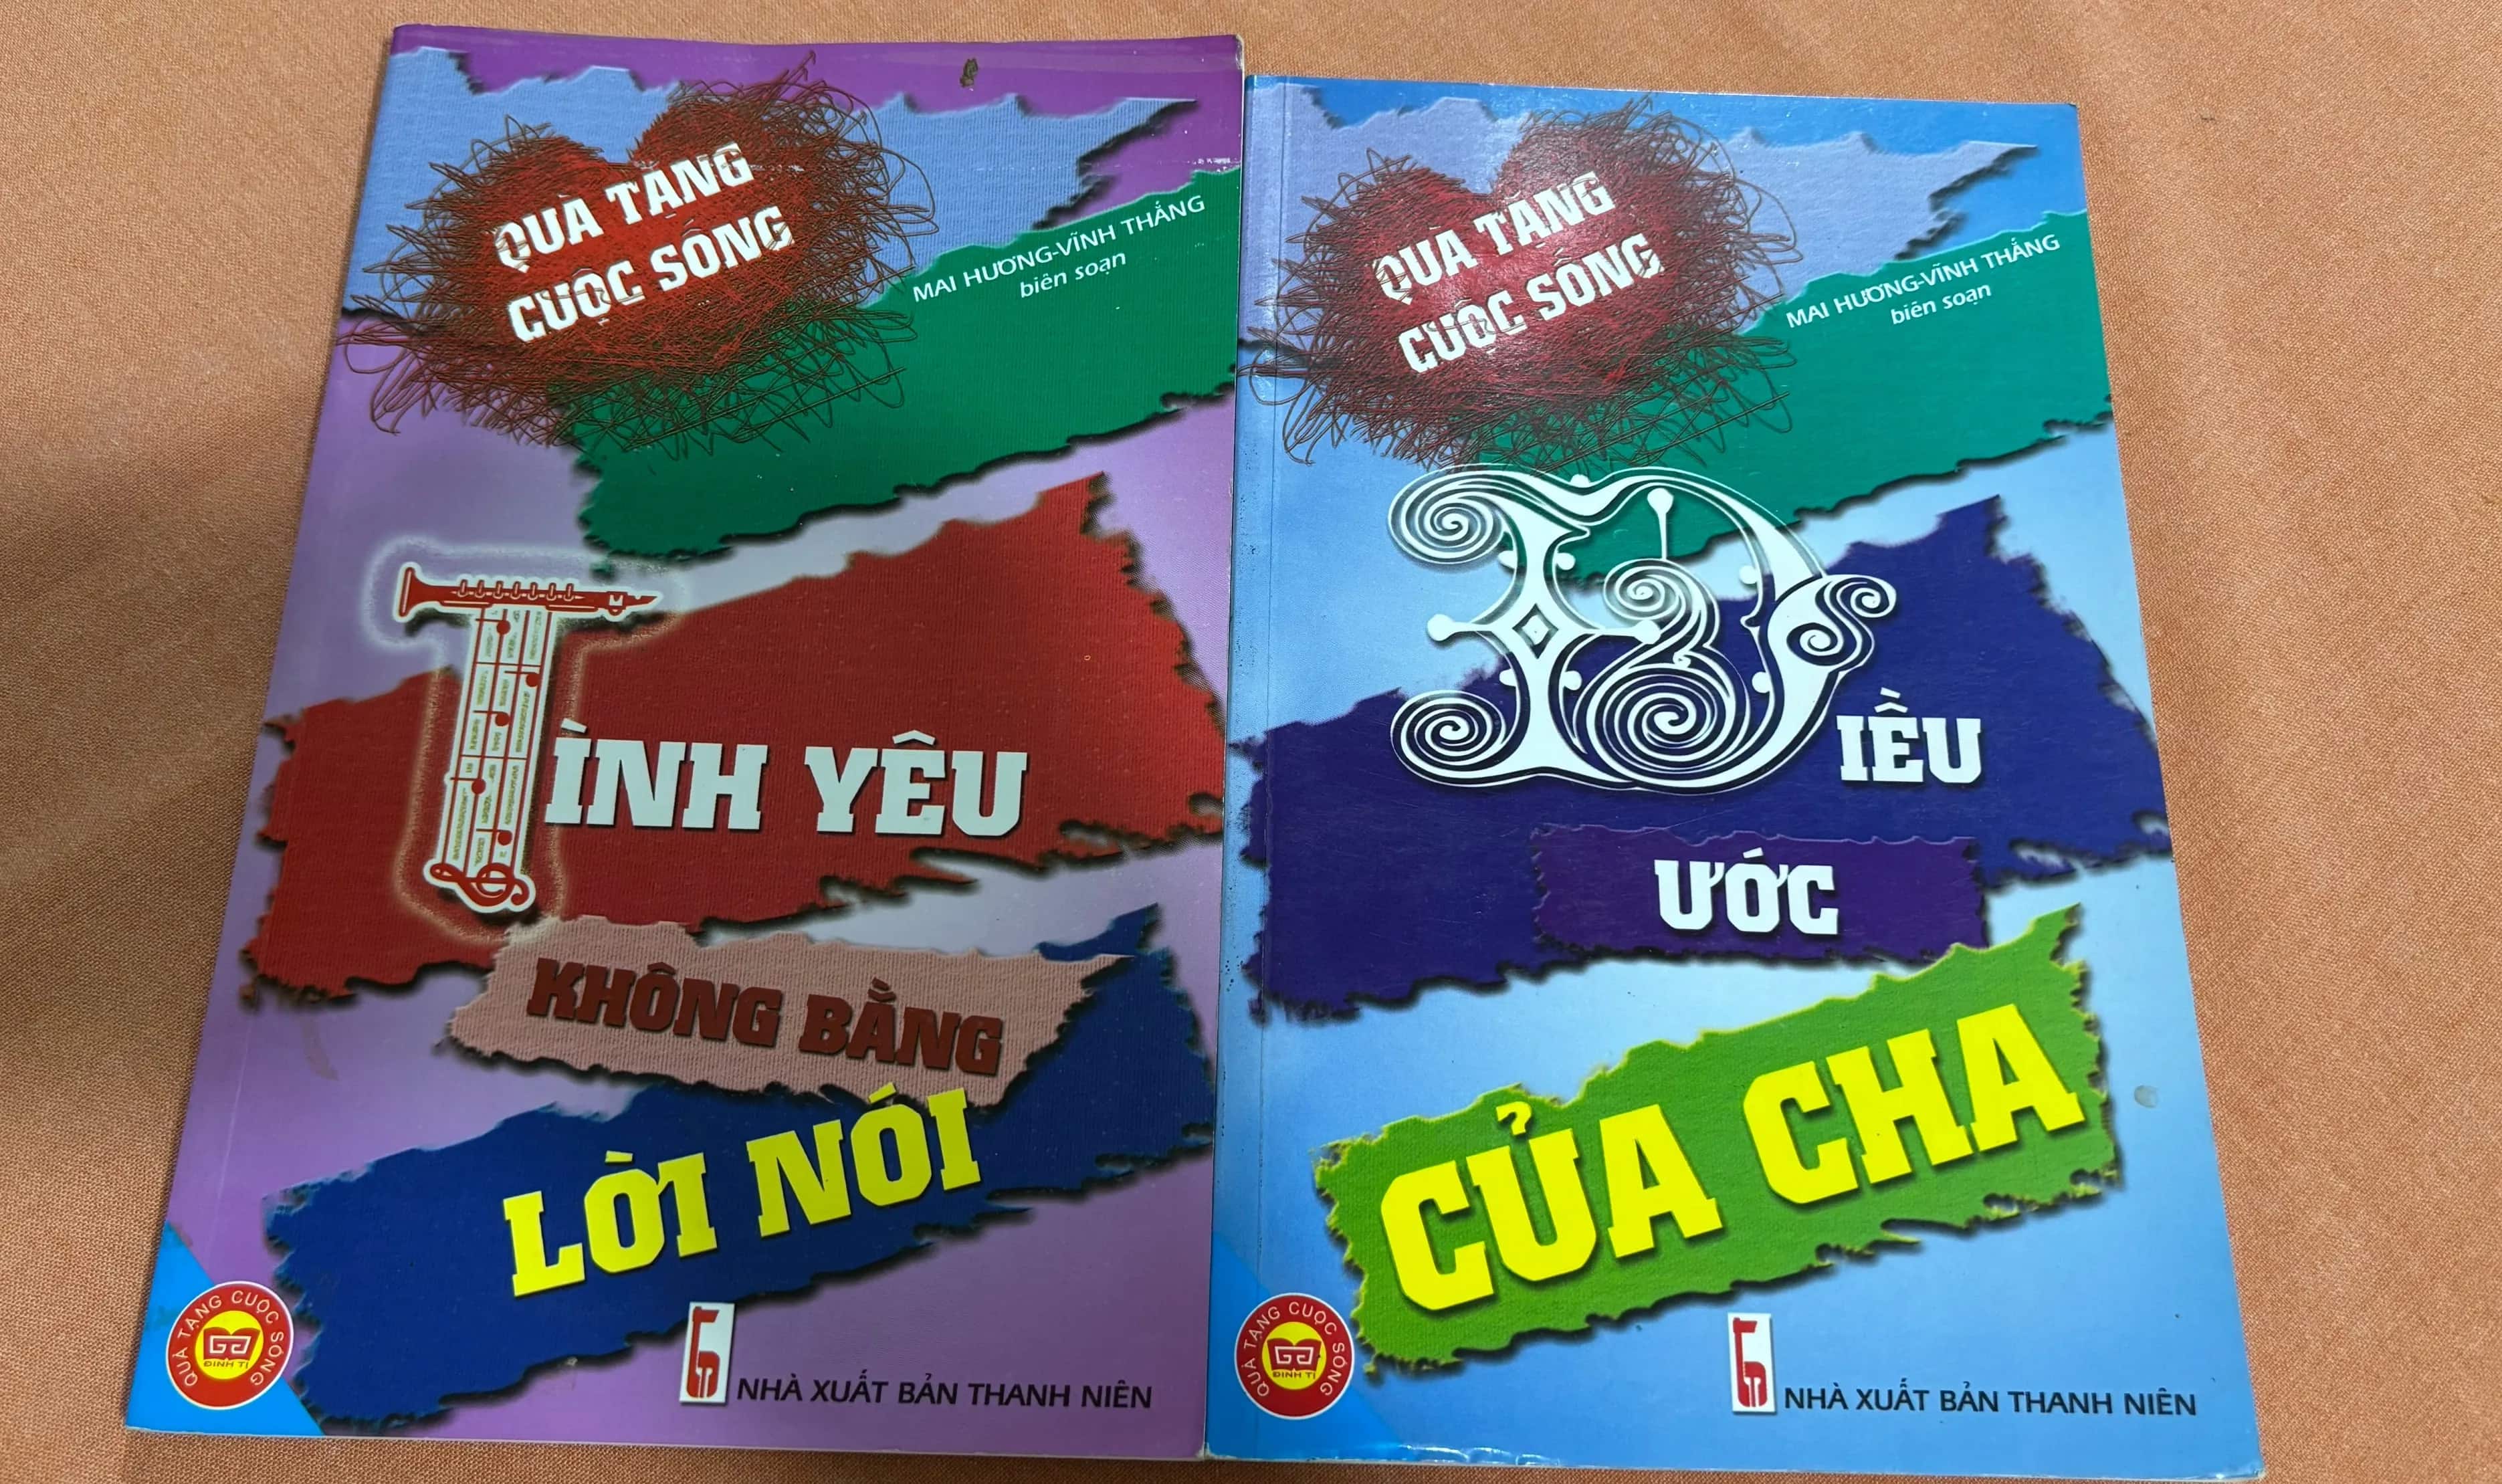 QUÀ TẶNG
CUỘC SỐNG
MAI HƯƠNG-VĨNH THẮNG
biên soạn
TÌNH YÊU
KHÔNG BẰNG
LỜI NÓI
QUÀ TẶNG CUỘC SỐNG
ĐINH TỊ
NHÀ XUẤT BẢN THANH NIÊN
QUÀ TẶNG
CUỘC SỐNG
MAI HƯƠNG-VĨNH THẮNG
biên soạn
ĐIỀU
ƯỚC
CỦA CHA
QUÀ TẶNG CUỘC SỐNG
ĐINH TỊ
NHÀ XUẤT BẢN THANH NIÊN